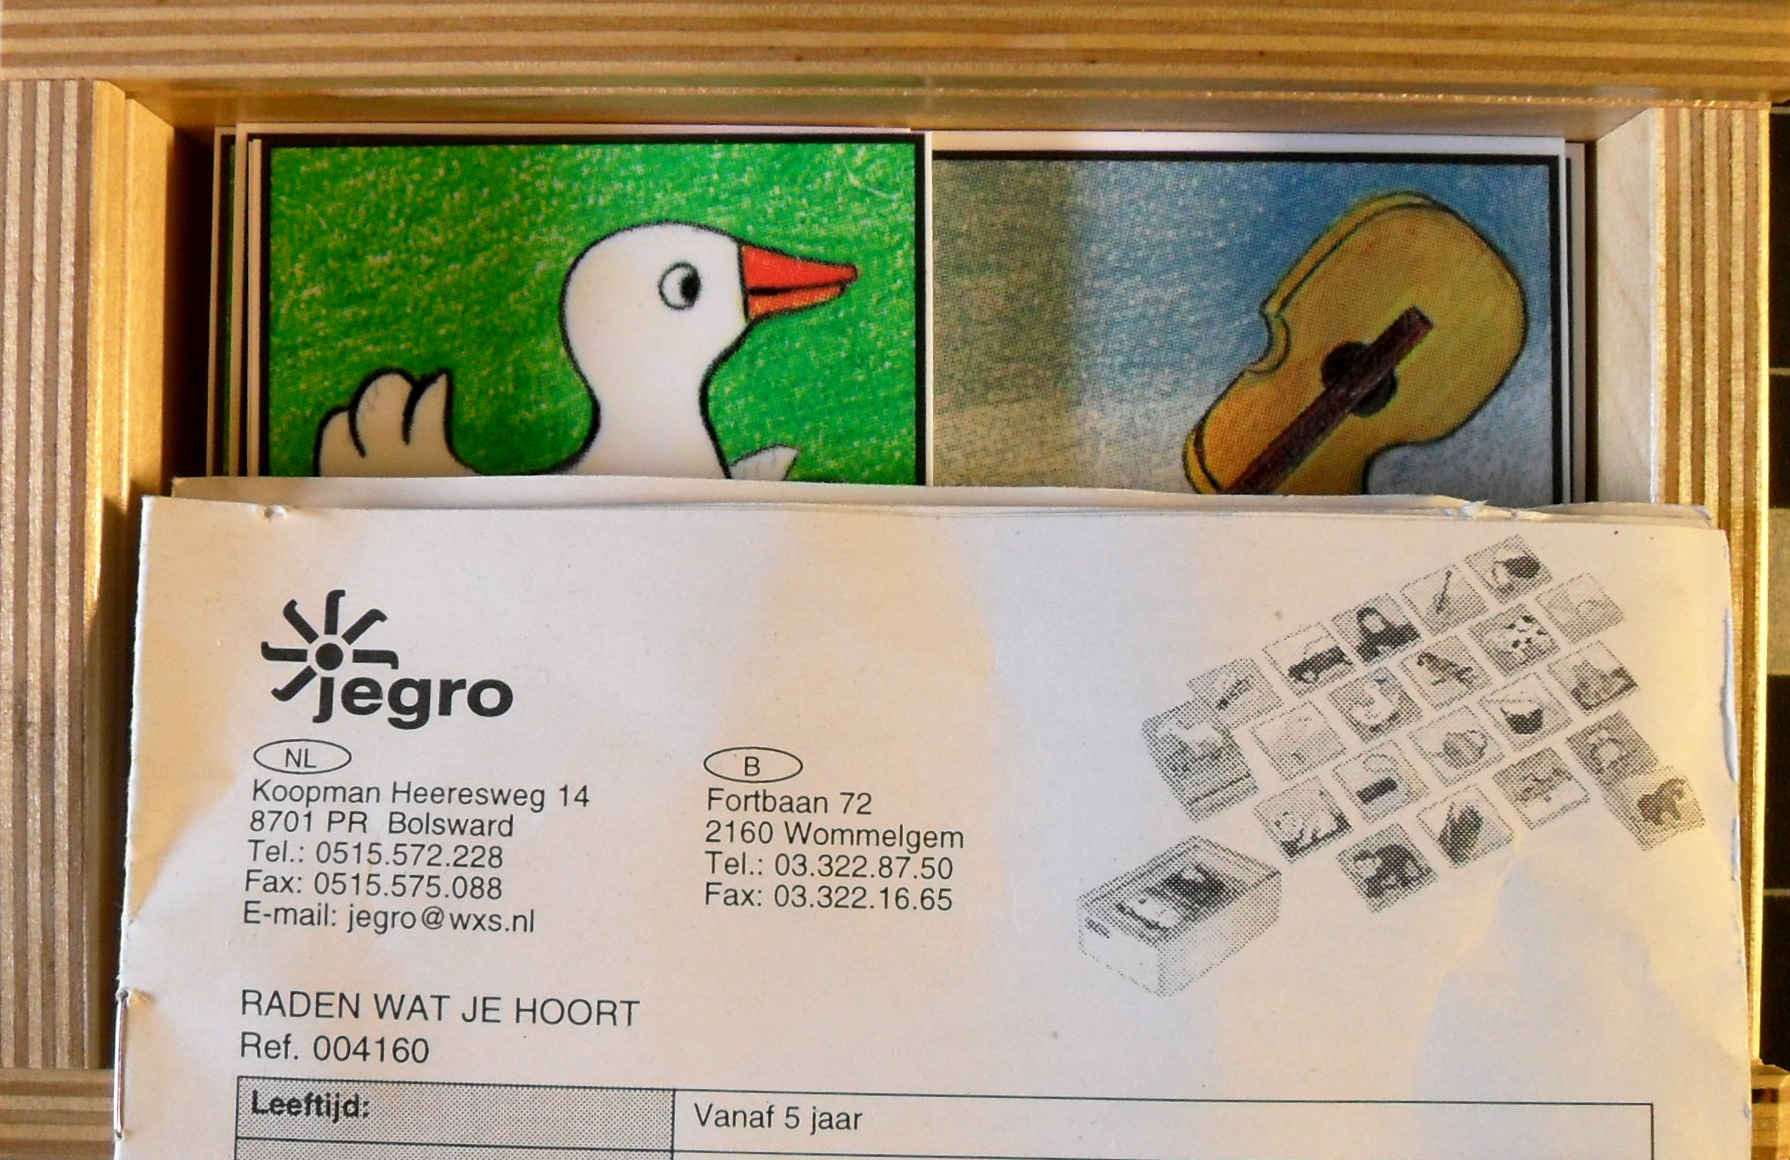 jegro
NL
Koopman Heeresweg 14
8701 PR Bolsward
Tel.: 0515.572.228
Fax: 0515.575.088
E-mail: jegro@wxs.nl
B
Fortbaan 72
2160 Wommelgem
Tel.: 03.322.87.50
Fax: 03.322.16.65
RADEN WAT JE HOORT
Ref. 004160
Leeftijd:
Vanaf 5 jaar